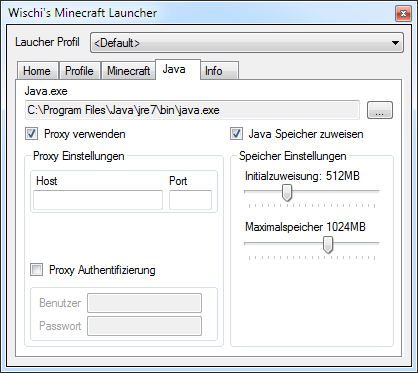 Wischi's Minecraft Launcher
Laucher Profil <Default>
Home Profile Minecraft Java Info
Java.exe
C:\Program Files\Java\jre7\bin\java.exe ...
Proxy verwenden
Java Speicher zuweisen
Proxy Einstellungen
Host Port
Proxy Authentifizierung
Benutzer
Passwort
Speicher Einstellungen
Initialzuweisung: 512MB
Maximalspeicher 1024MB